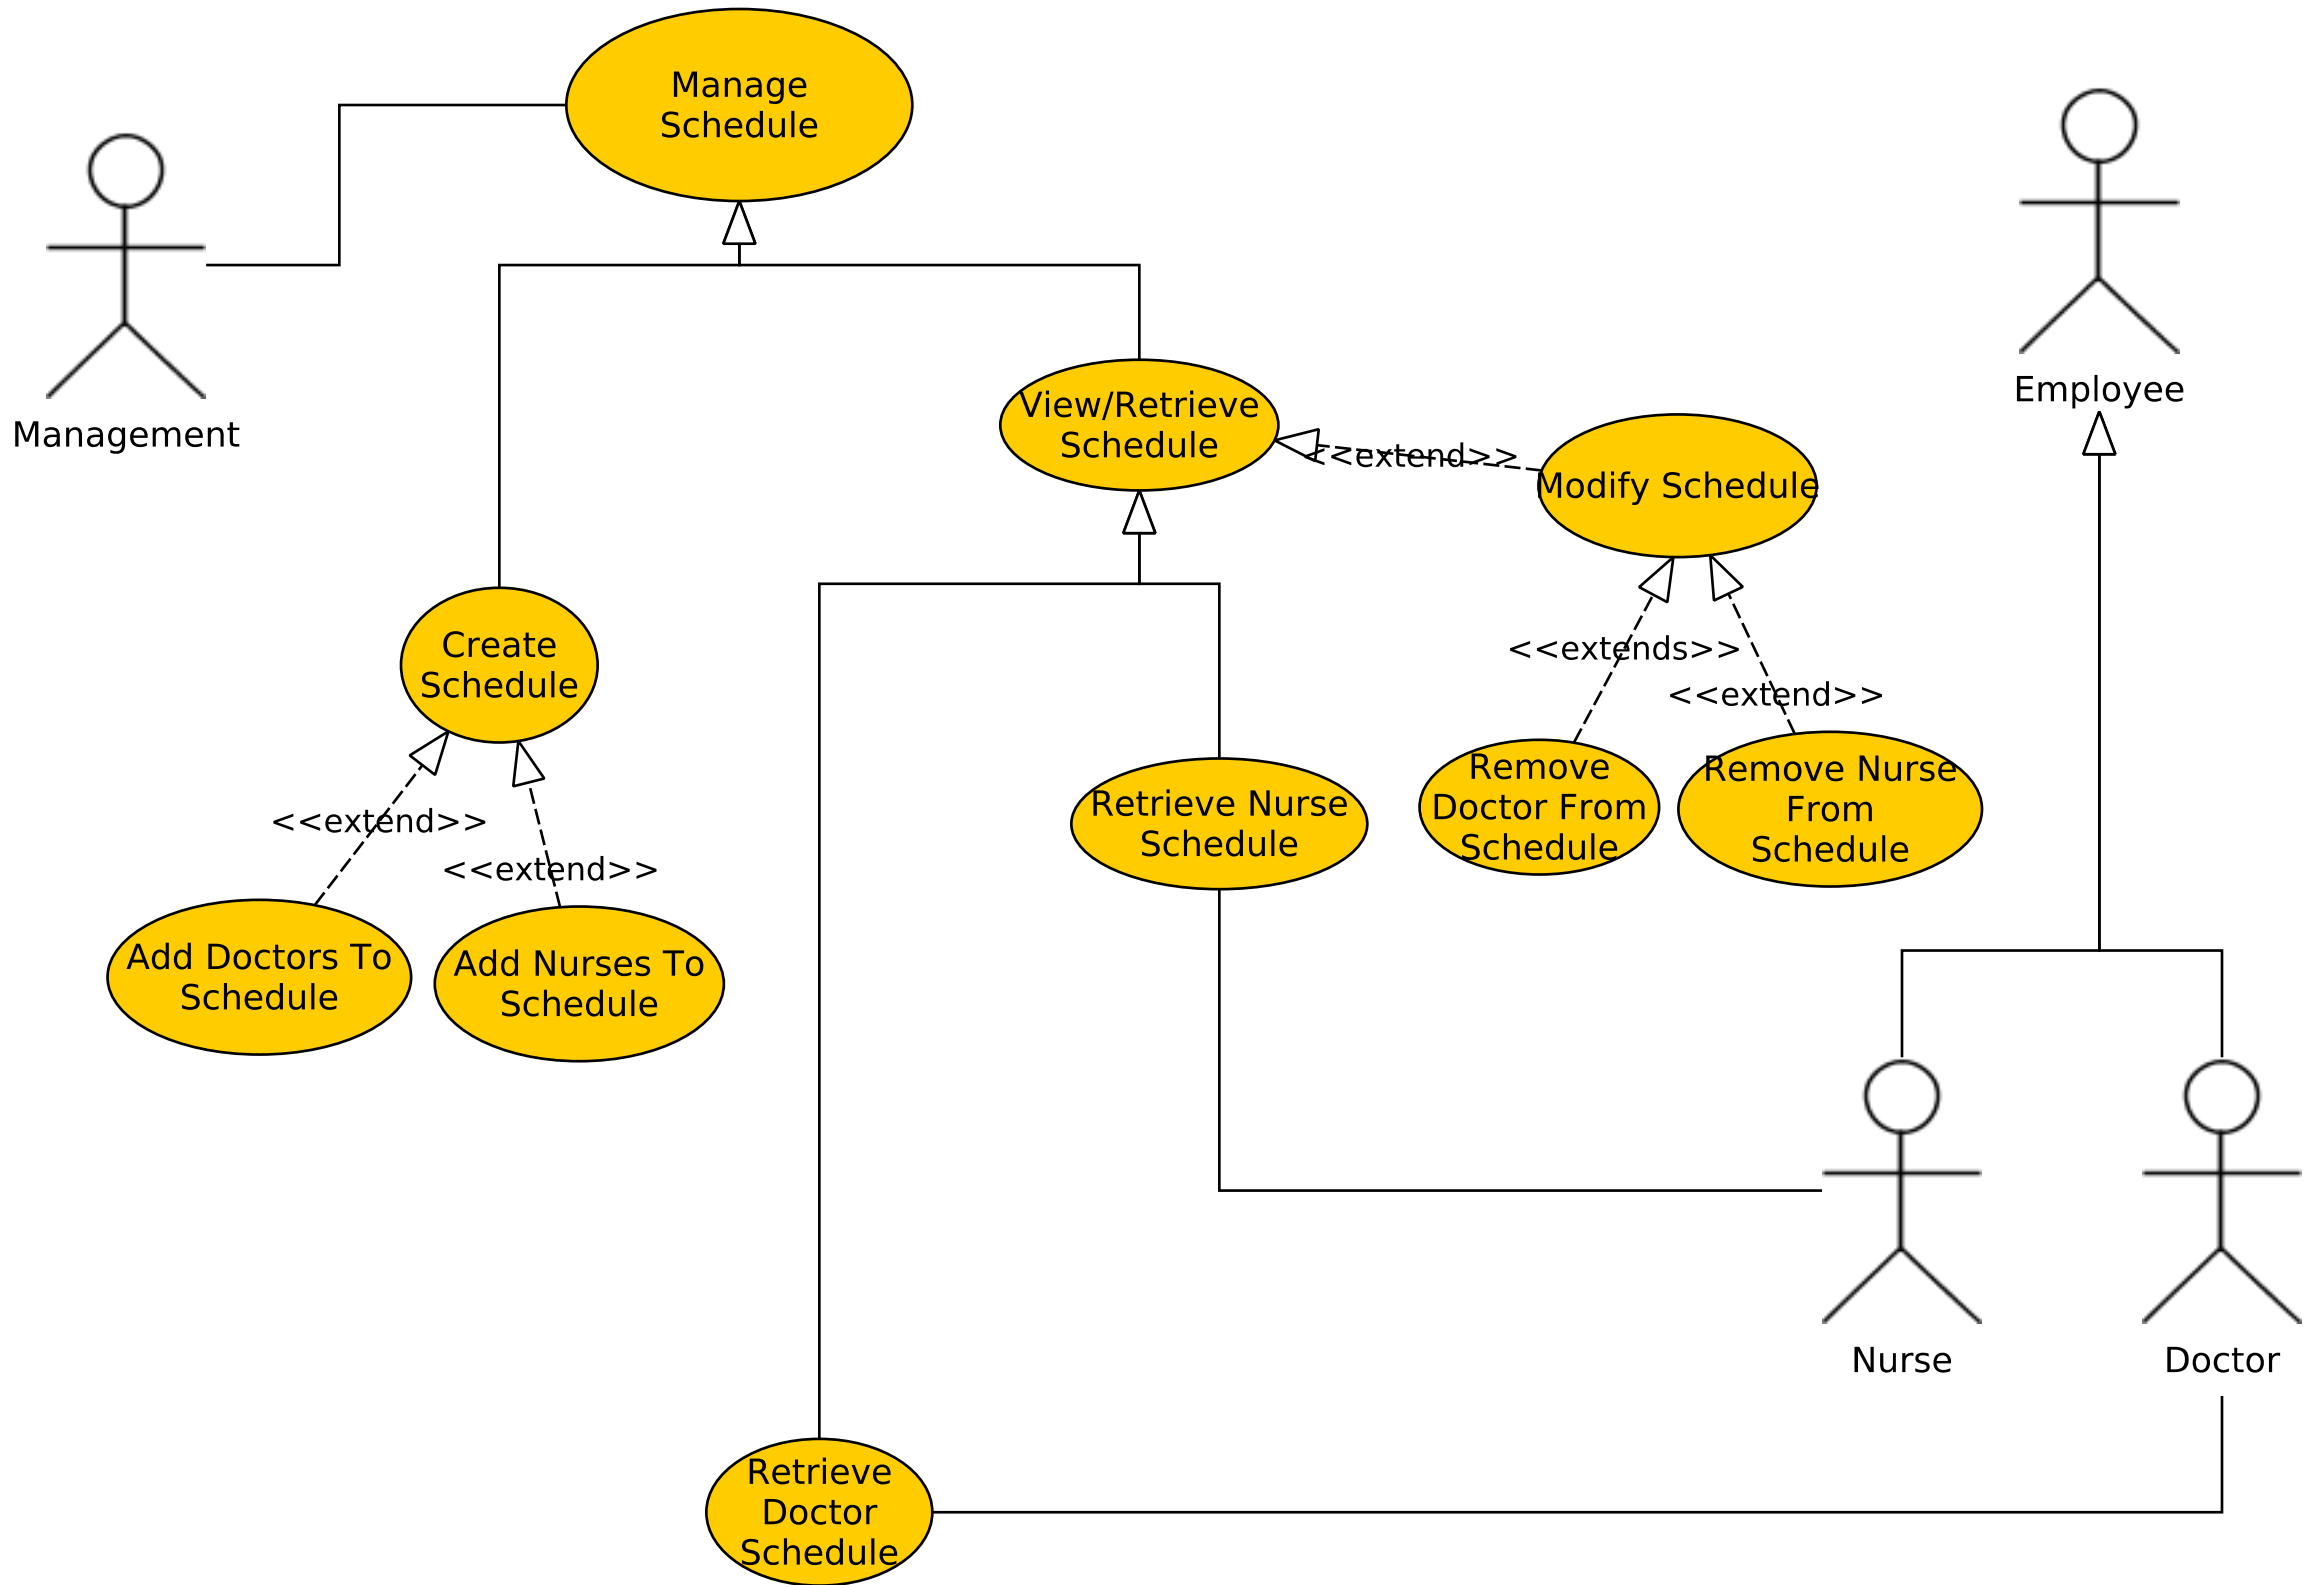 Manage
Schedule
Management
Employee
View/Retrieve
Schedule
<<extend>>
Modify Schedule
Create
Schedule
<<extends>>
<<extend>>
Retrieve Nurse
Schedule
Remove
Doctor From
Schedule
Remove Nurse
From
Schedule
<<extend>>
<<extend>>
Add Doctors To
Schedule
Add Nurses To
Schedule
Nurse
Doctor
Retrieve
Doctor
Schedule